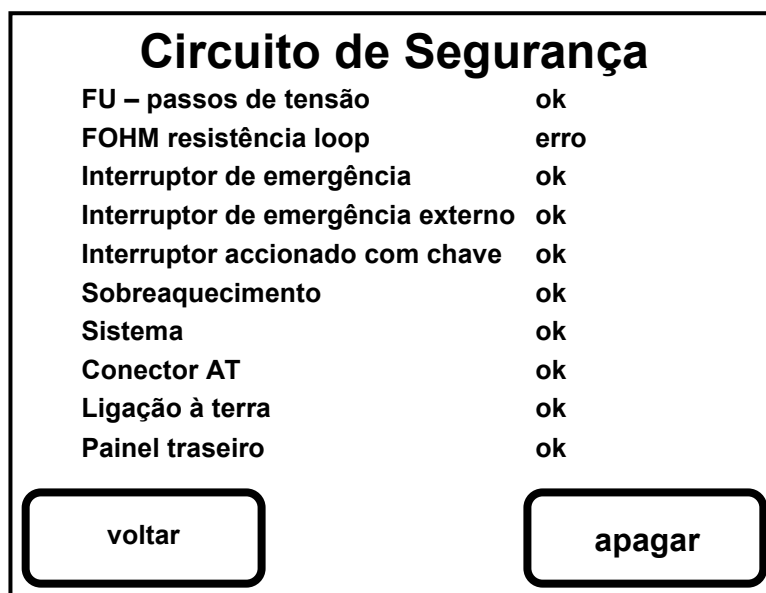 Circuito de Segurança
FU – passos de tensão ok
FOHM resistência loop erro
Interruptor de emergência ok
Interruptor de emergência externo ok
Interruptor accionado com chave ok
Sobreaquecimento ok
Sistema ok
Conector AT ok
Ligação à terra ok
Painel traseiro ok
voltar apagar